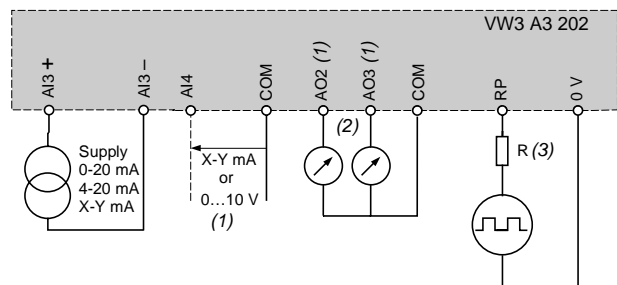 VW3 A3 202
AI3 +
AI3 –
AI4
COM
AO2 (1)
AO3 (1)
COM
RP
0 V
(2)
Supply
0-20 mA
4-20 mA
X-Y mA
X-Y mA
or
0…10 V
(1)
R (3)